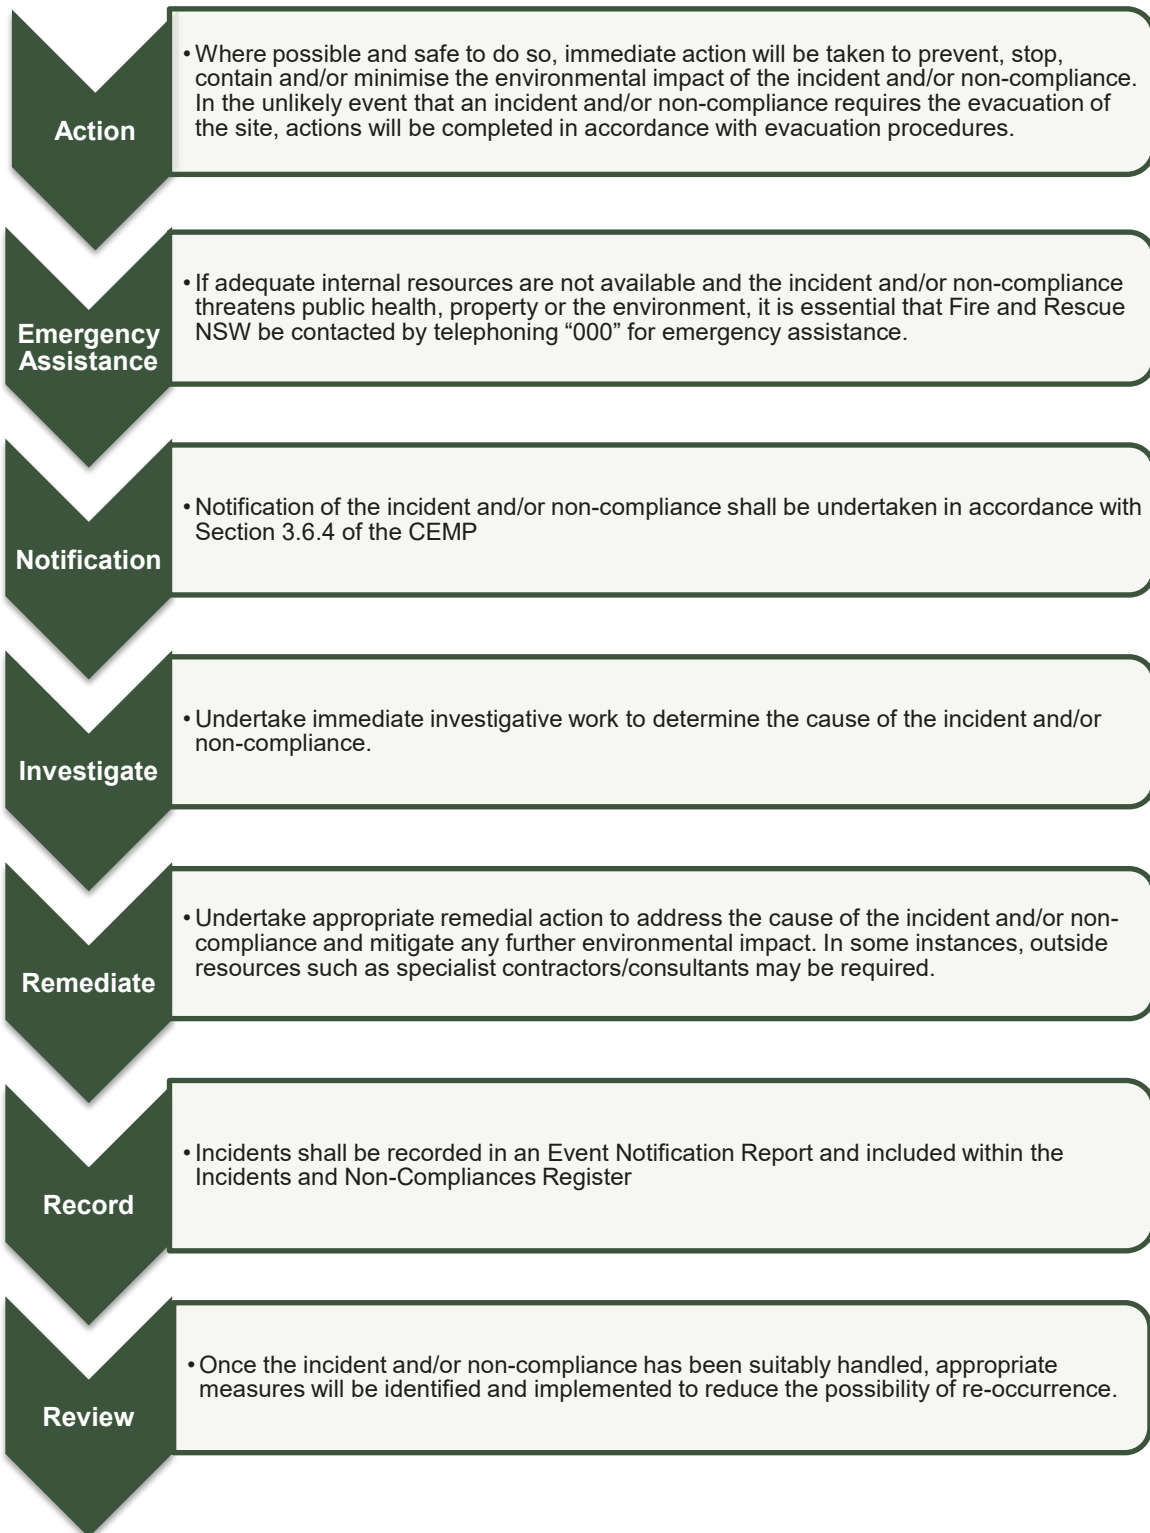 Action
• Where possible and safe to do so, immediate action will be taken to prevent, stop,
contain and/or minimise the environmental impact of the incident and/or non-compliance.
In the unlikely event that an incident and/or non-compliance requires the evacuation of
the site, actions will be completed in accordance with evacuation procedures.
Emergency
Assistance
• If adequate internal resources are not available and the incident and/or non-compliance
threatens public health, property or the environment, it is essential that Fire and Rescue
NSW be contacted by telephoning “000” for emergency assistance.
Notification
• Notification of the incident and/or non-compliance shall be undertaken in accordance with
Section 3.6.4 of the CEMP
Investigate
• Undertake immediate investigative work to determine the cause of the incident and/or
non-compliance.
Remediate
• Undertake appropriate remedial action to address the cause of the incident and/or non-
compliance and mitigate any further environmental impact. In some instances, outside
resources such as specialist contractors/consultants may be required.
Record
• Incidents shall be recorded in an Event Notification Report and included within the
Incidents and Non-Compliances Register
Review
• Once the incident and/or non-compliance has been suitably handled, appropriate
measures will be identified and implemented to reduce the possibility of re-occurrence.